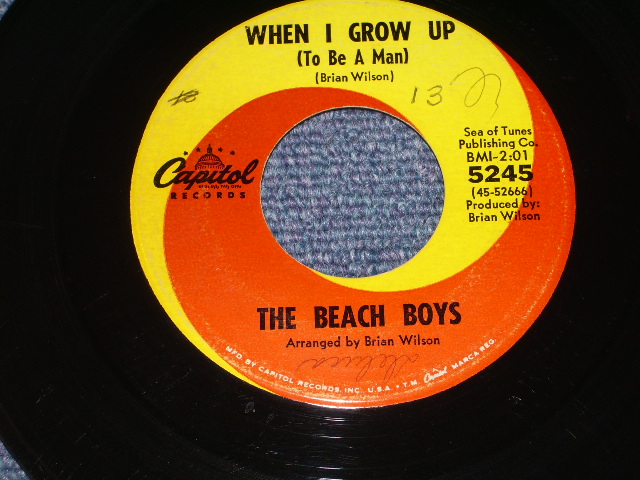 WHEN I GROW UP
(To Be A Man)
(Brian Wilson)
13
Sea of Tunes
Publishing Co.
BMI-2:01
5245
(45-52666)
Produced by:
Brian Wilson
Capitol
RECORDS
THE BEACH BOYS
Arranged by Brian Wilson
MFD. BY CAPITOL RECORDS, INC. U.S.A. • T.M. Capitol MARCA REG.